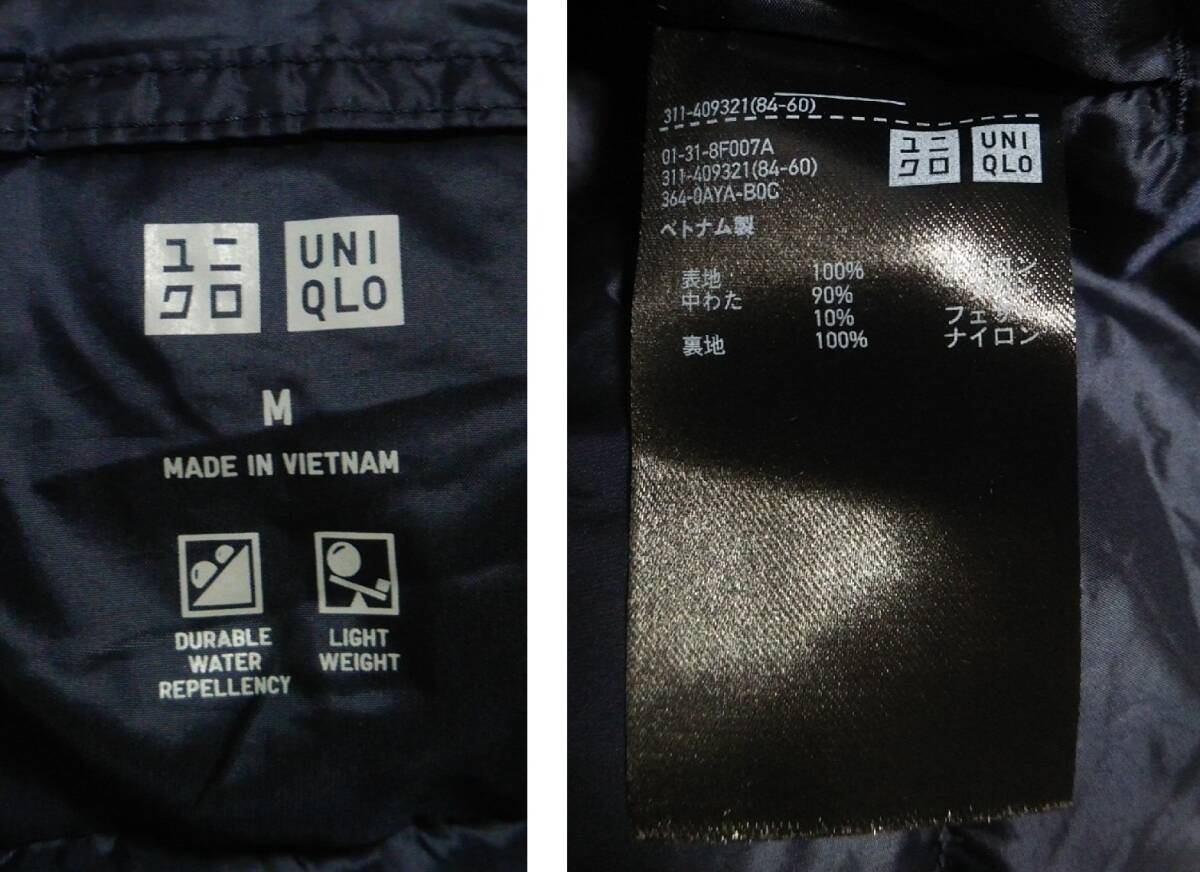 ユニ
クロ
UNI
QLO
M
MADE IN VIETNAM
DURABLE
WATER
REPELLENCY
LIGHT
WEIGHT
311-409321(84-60)
01-31-8F007A
311-409321(84-60)
364-0AYA-B0C
ユニ
クロ
UNI
QLO
ベトナム製
表地 100%
中わた 90%
10%
裏地 100% ナイロン